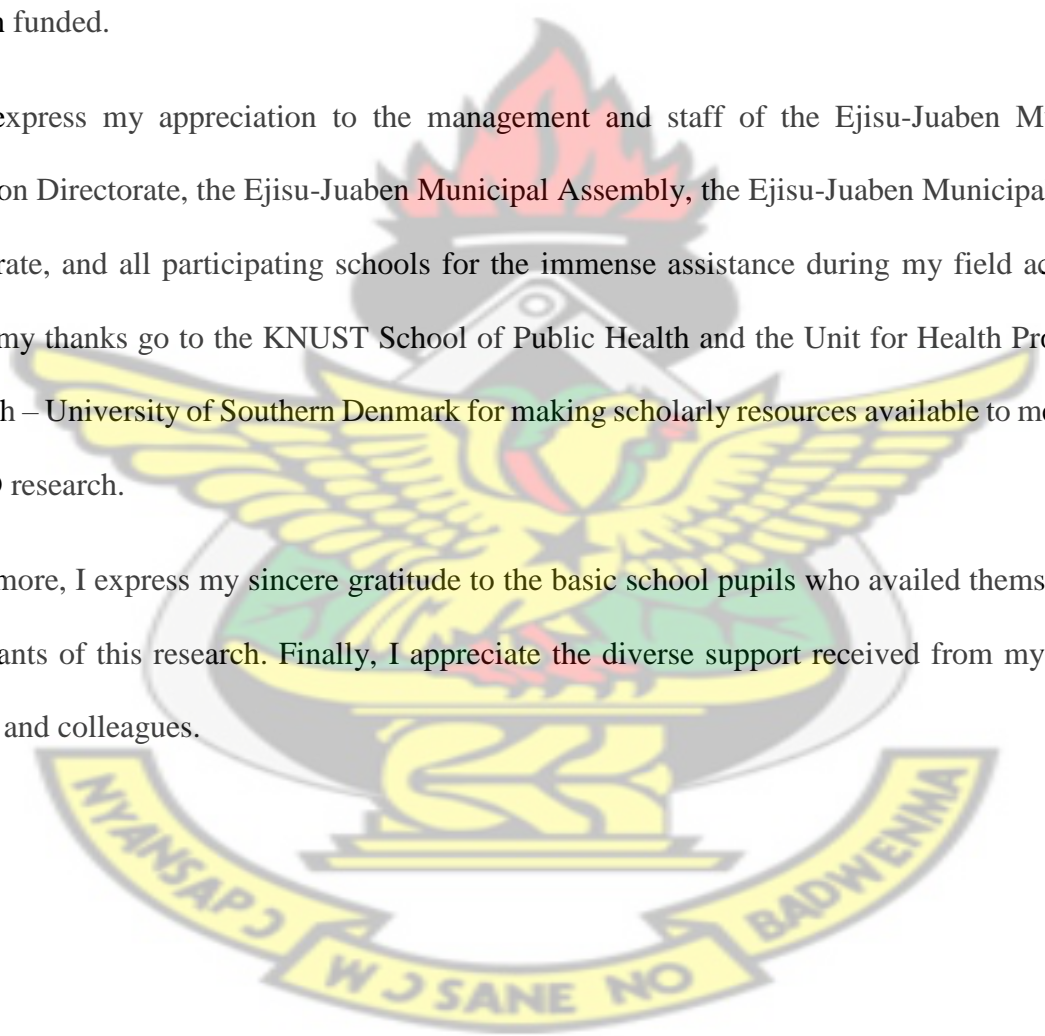 funded.
express my appreciation to the management and staff of the Ejisu-Juaben M
on Directorate, the Ejisu-Juaben Municipal Assembly, the Ejisu-Juaben Municipa
rate, and all participating schools for the immense assistance during my field ac
my thanks go to the KNUST School of Public Health and the Unit for Health Pro
h – University of Southern Denmark for making scholarly resources available to m
research.
more, I express my sincere gratitude to the basic school pupils who availed thems
ants of this research. Finally, I appreciate the diverse support received from my
and colleagues.
NYANSAPƆ
WƆSANE NO
BADWENMA